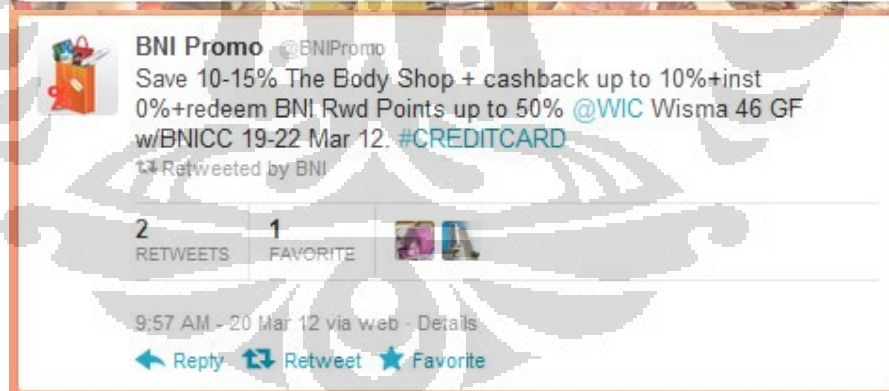 BNI Promo @BNIPromo
Save 10-15% The Body Shop + cashback up to 10%+inst
0%+redeem BNI Rwd Points up to 50% @WIC Wisma 46 GF
w/BNICC 19-22 Mar 12. #CREDITCARD
Retweeted by BNI
2 1
RETWEETS FAVORITE
9:57 AM - 20 Mar 12 via web · Details
Reply Retweet Favorite